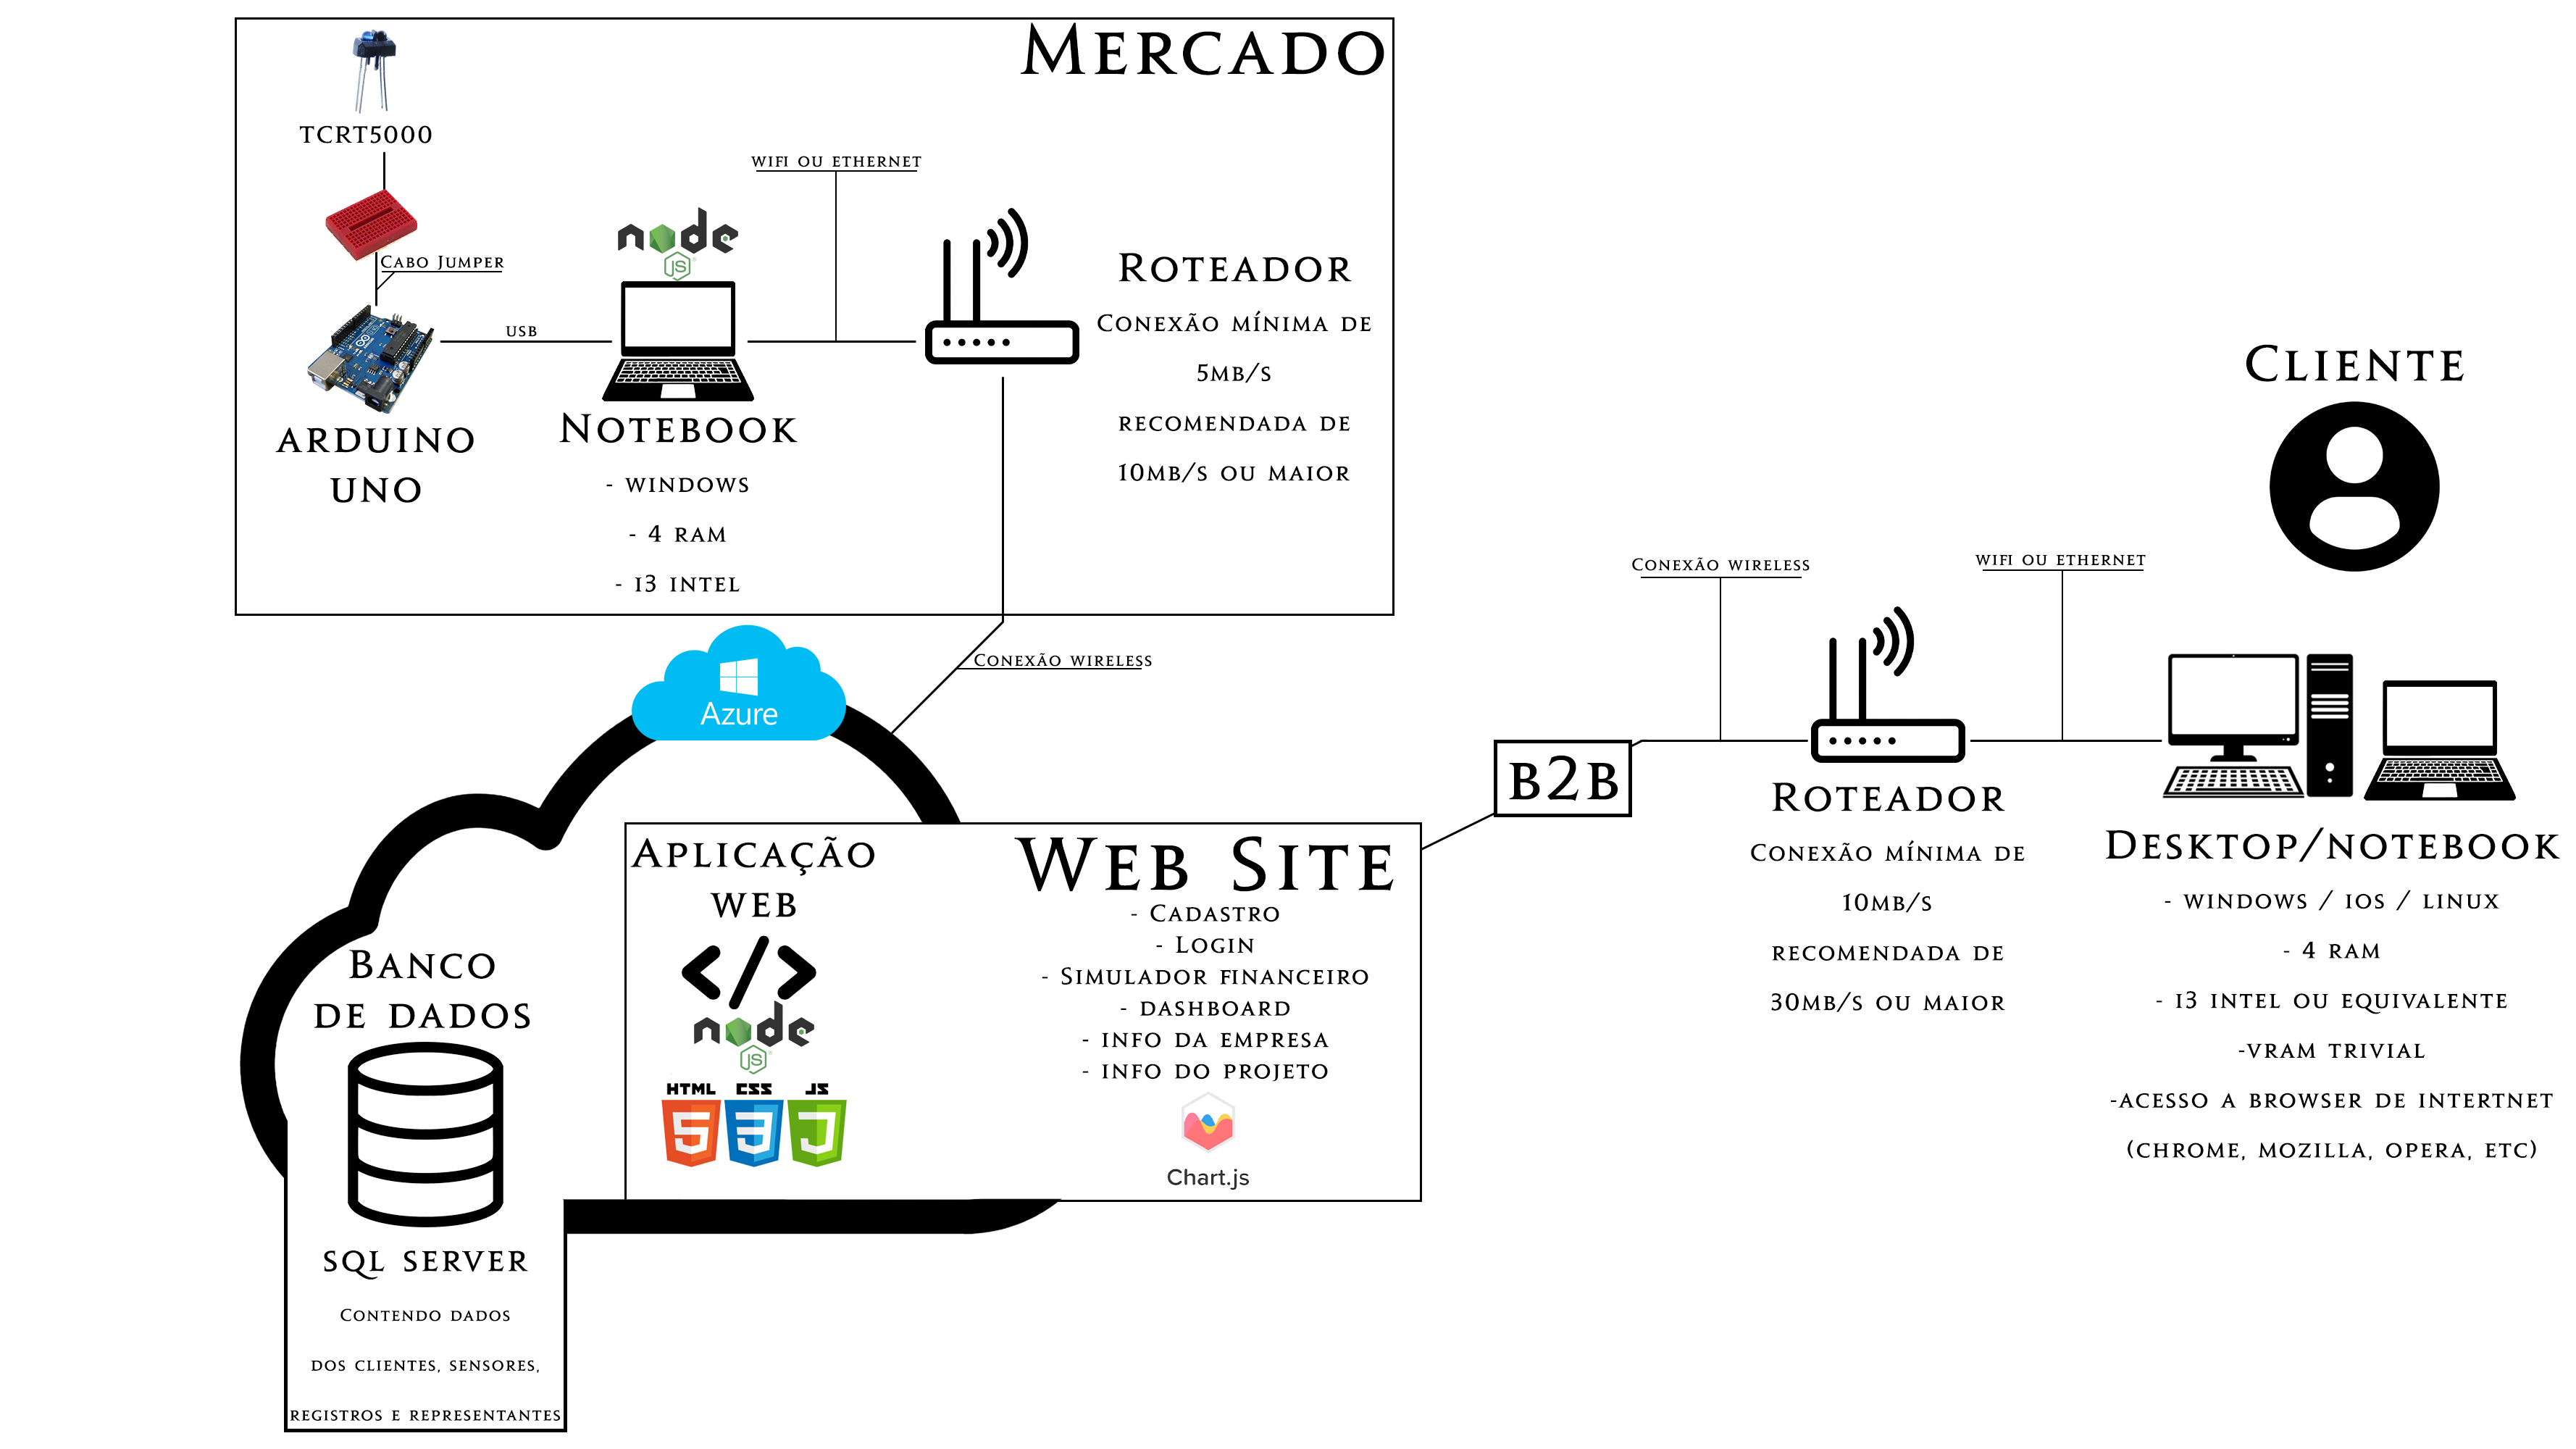 Mercado
TCRT5000
Cabo Jumper
ARDUINO
UNO
USB
node
JS
Notebook
- windows
- 4 RAM
- i3 intel
wifi ou ethernet
Roteador
Conexão mínima de
5mb/s
recomendada de
10mb/s ou maior
Conexão wireless
Azure
Banco
de dados
SQL Server
Contendo dados
dos clientes, sensores,
registros e representantes
Aplicação
web
</>
node
JS
HTML CSS JS
5 3
Web Site
- Cadastro
- Login
- Simulador financeiro
- dashboard
- info da empresa
- info do projeto
Chart.js
B2B
Conexão wireless
Roteador
Conexão mínima de
10mb/s
recomendada de
30mb/s ou maior
wifi ou ethernet
Cliente
Desktop/notebook
- windows / ios / linux
- 4 ram
- i3 intel ou equivalente
-vram trivial
-acesso a browser de intertnet
(chrome, mozilla, opera, etc)